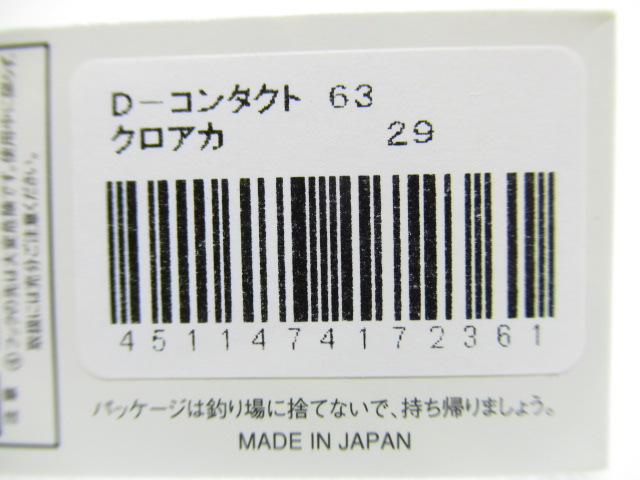 D－コンタクト 63
クロアカ 29
4511474172361
パッケージは釣り場に捨てないで、持ち帰りましょう。
MADE IN JAPAN